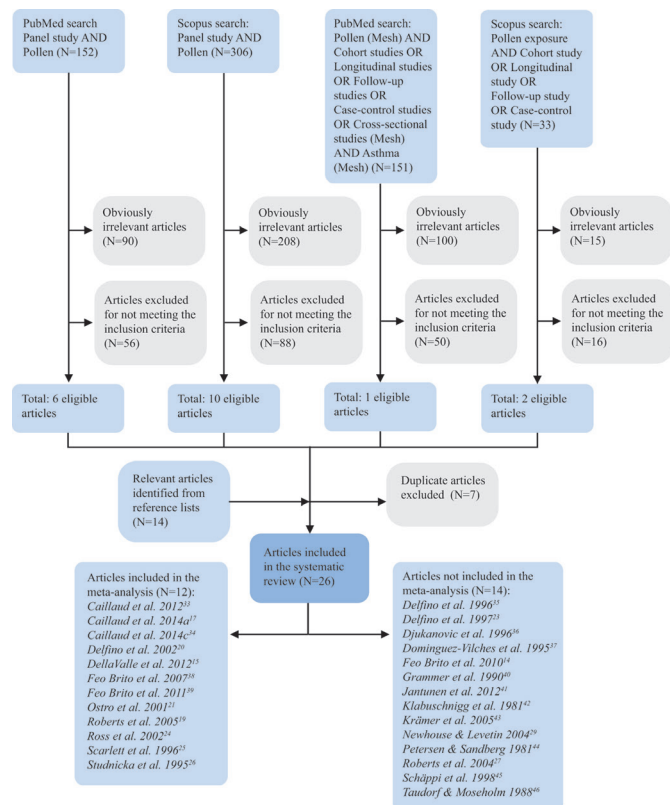 PubMed search:
Panel study AND
Pollen (N=152)
Scopus search:
Panel study AND
Pollen (N=306)
PubMed search:
Pollen (Mesh) AND
Cohort studies OR
Longitudinal studies
OR Follow-up
studies OR
Case-control studies
OR Cross-sectional
studies (Mesh)
AND Asthma
(Mesh) (N=151)
Scopus search:
Pollen exposure
AND Cohort study
OR Longitudinal
study OR
Follow-up study
OR Case-control
study (N=33)
Obviously
irrelevant articles
(N=90)
Obviously
irrelevant articles
(N=208)
Obviously
irrelevant articles
(N=100)
Obviously
irrelevant articles
(N=15)
Articles excluded
for not meeting the
inclusion criteria
(N=56)
Articles excluded
for not meeting the
inclusion criteria
(N=88)
Articles excluded
for not meeting the
inclusion criteria
(N=50)
Articles excluded
for not meeting the
inclusion criteria
(N=16)
Total: 6 eligible
articles
Total: 10 eligible
articles
Total: 1 eligible
articles
Total: 2 eligible
articles
Relevant articles
identified from
reference lists
(N=14)
Duplicate articles
excluded (N=7)
Articles included
in the systematic
review (N=26)
Articles included in the
meta-analysis (N=12):
Caillaud et al. 2012³³
Caillaud et al. 2014a¹⁷
Caillaud et al. 2014c³⁴
Delfino et al. 2002²⁰
DellaValle et al. 2012¹⁵
Feo Brito et al. 2007¹⁸
Feo Brito et al. 2011³⁹
Ostro et al. 2001²¹
Roberts et al. 2005¹⁹
Ross et al. 2002²⁴
Scarlett et al. 1996²⁵
Studnicka et al. 1995²⁶
Articles not included in the
meta-analysis (N=14):
Delfino et al. 1996³⁵
Delfino et al. 1997²³
Djukanovic et al. 1996³⁶
Dominguez-Vilches et al. 1995³⁷
Feo Brito et al. 2010¹⁴
Grammer et al. 1990⁴⁰
Jantunen et al. 2012⁴¹
Klabuschnigg et al. 1981⁴²
Krämer et al. 2005⁴³
Newhouse & Levetin 2004²⁹
Petersen & Sandberg 1981⁴⁴
Roberts et al. 2004²⁷
Schäppi et al. 1998⁴⁵
Taudorf & Moseholm 1988⁴⁶